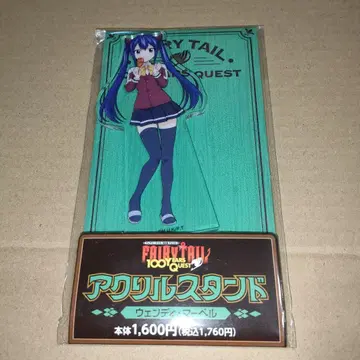 RY TAIL.
ARS QUEST
FAIRY TAIL
100 YEARS QUEST
アクリルスタンド
ウェンディ・マーベル
本体1,600円(税込1,760円)